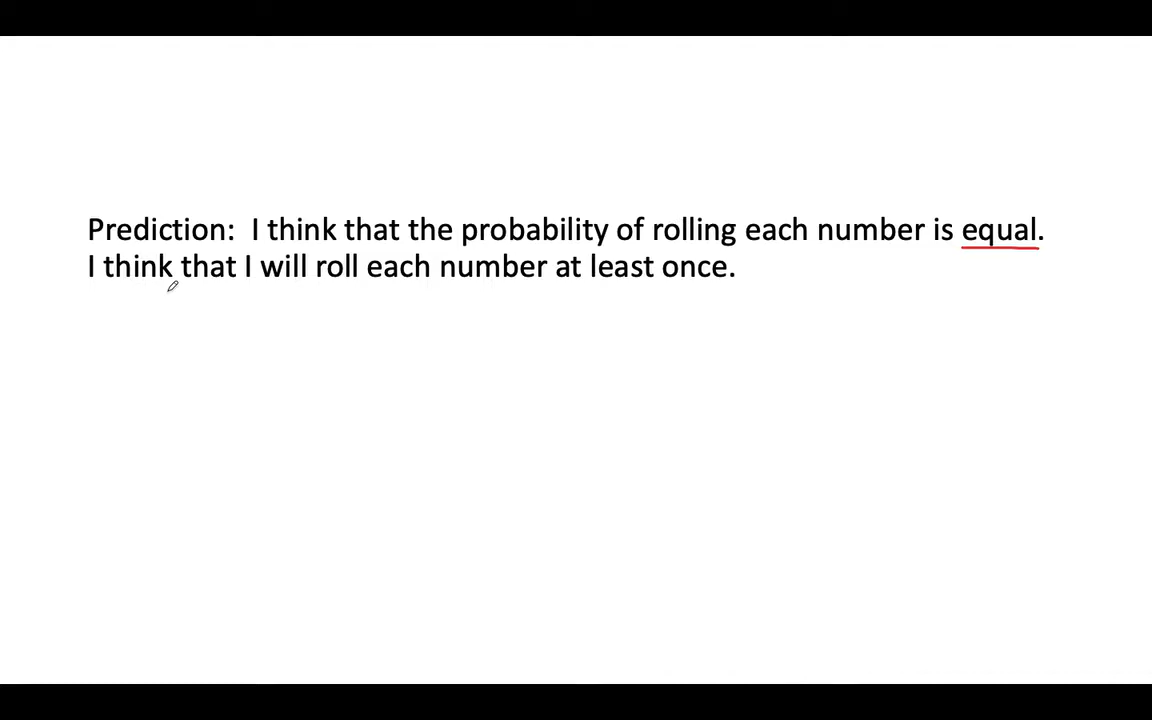 Prediction:  I think that the probability of rolling each number is equal.
I think that I will roll each number at least once.